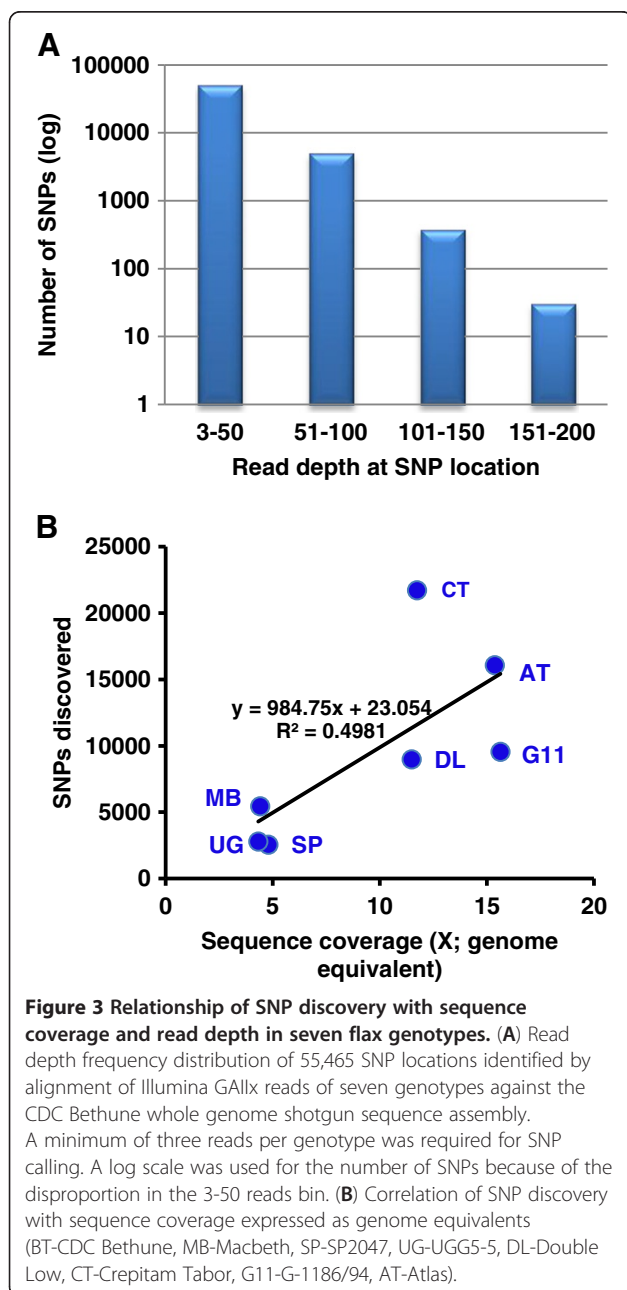 A
Number of SNPs (log)
100000
10000
1000
100
10
1
3-50 51-100 101-150 151-200
Read depth at SNP location
B
SNPs discovered
25000
20000
15000
10000
5000
0
CT
AT
y = 984.75x + 23.054
R² = 0.4981
DL
G11
MB
UG
SP
0 5 10 15 20
Sequence coverage (X; genome
equivalent)
Figure 3 Relationship of SNP discovery with sequence
coverage and read depth in seven flax genotypes. (A) Read
depth frequency distribution of 55,465 SNP locations identified by
alignment of Illumina GAIIx reads of seven genotypes against the
CDC Bethune whole genome shotgun sequence assembly.
A minimum of three reads per genotype was required for SNP
calling. A log scale was used for the number of SNPs because of the
disproportion in the 3-50 reads bin. (B) Correlation of SNP discovery
with sequence coverage expressed as genome equivalents
(BT-CDC Bethune, MB-Macbeth, SP-SP2047, UG-UGG5-5, DL-Double
Low, CT-Crepitam Tabor, G11-G-1186/94, AT-Atlas).